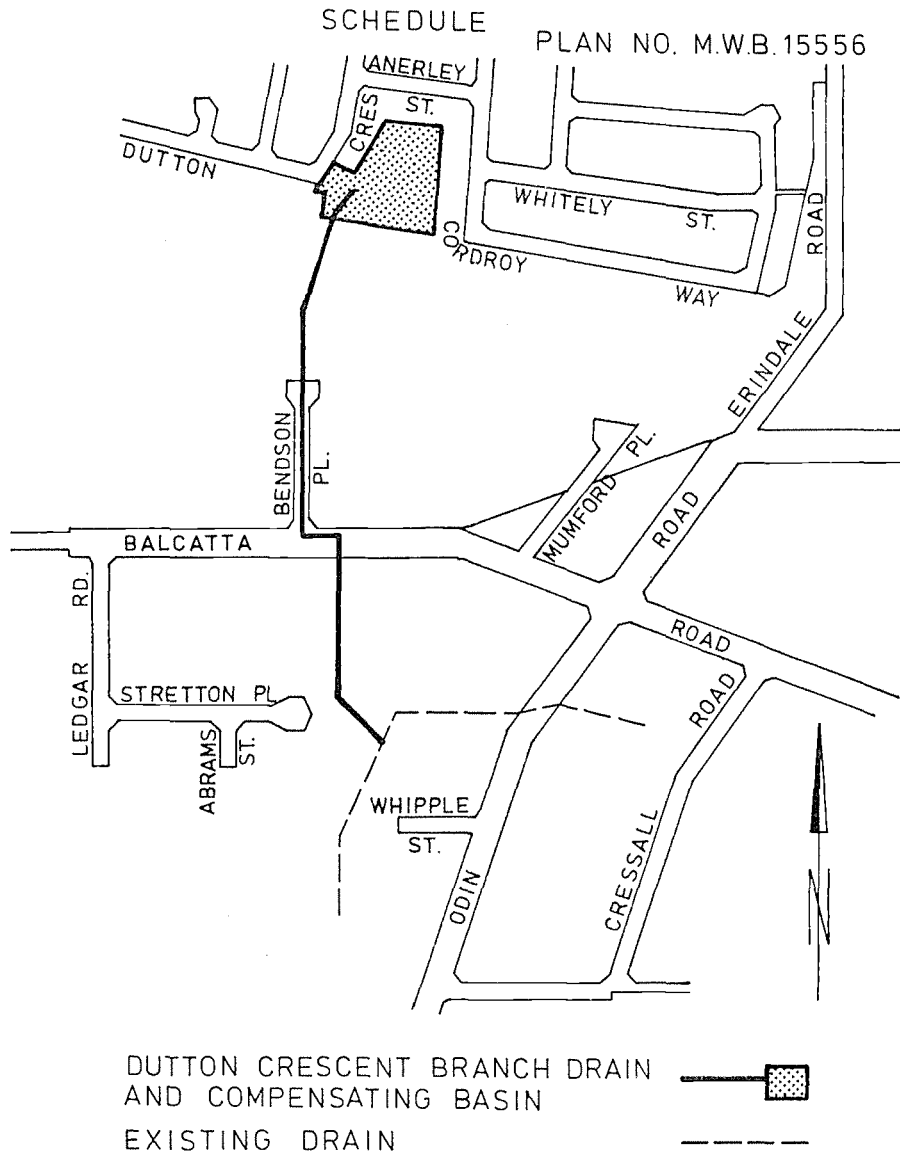 SCHEDULE
PLAN NO. M.W.B. 15556
ANERLEY
ST.
CRES
DUTTON
WHITELY
ST.
CORDROY
WAY
ROAD
ERINDALE
BENDSON
PL.
MUMFORD
PL.
ROAD
BALCATTA
ROAD
LEDGAR
RD.
STRETTON PL
ABRAMS
ST.
WHIPPLE
ST.
ODIN
ROAD
CRESSALL
N
DUTTON CRESCENT BRANCH DRAIN
AND COMPENSATING BASIN
EXISTING DRAIN